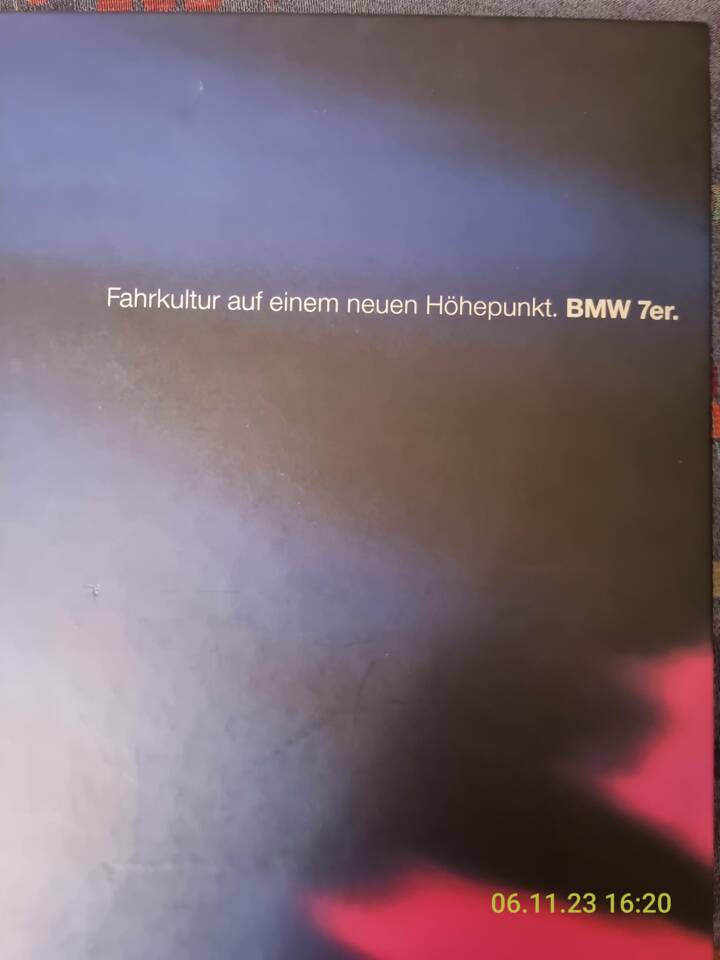 Fahrkultur auf einem neuen Höhepunkt. BMW 7er.
06.11.23 16:20